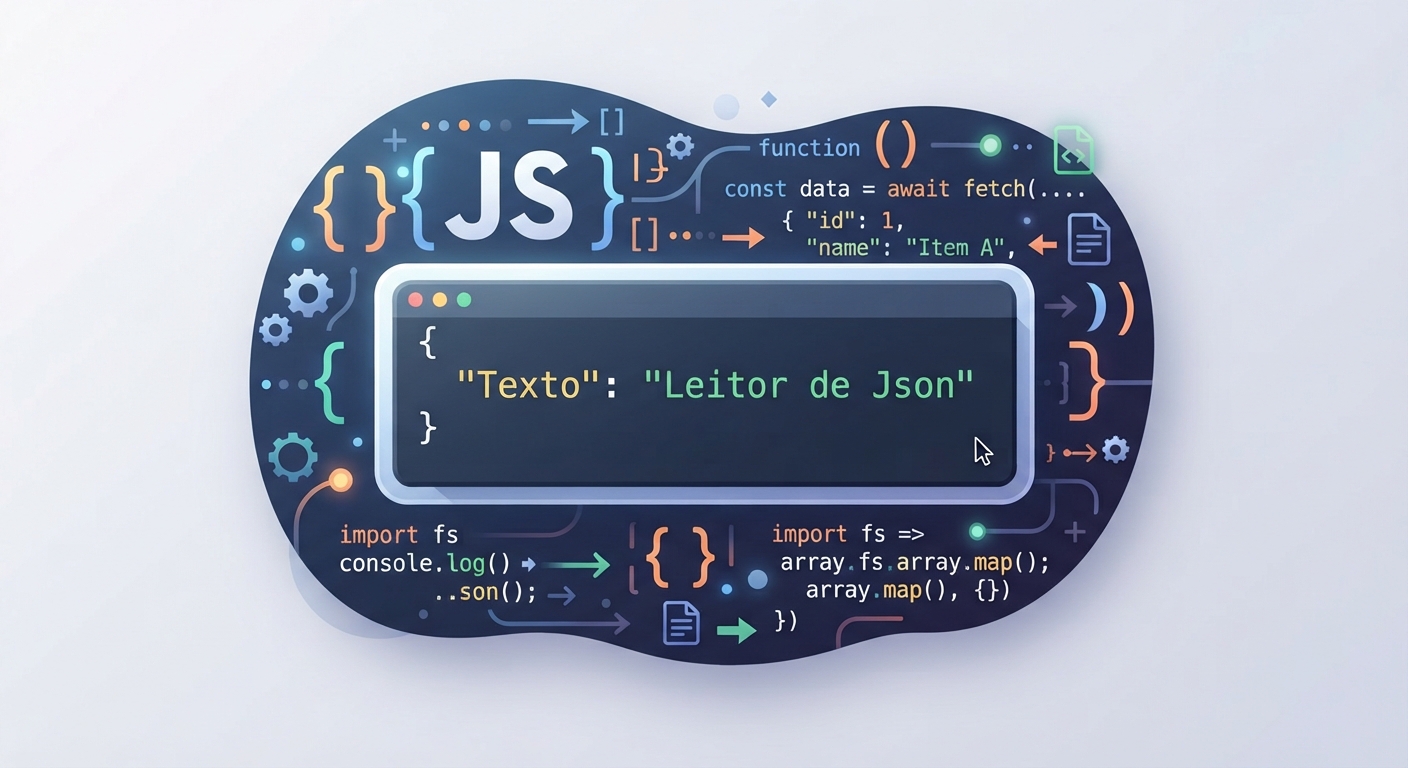 []
{} { JS }
function ()
const data = await fetch(....
[] { "id": 1,
"name": "Item A",
))
{
"Texto": "Leitor de Json"
}
{
}
}
}
import fs
console.log()
..son();
{}
import fs =>
array.fs.array.map();
array.map(), {})
})